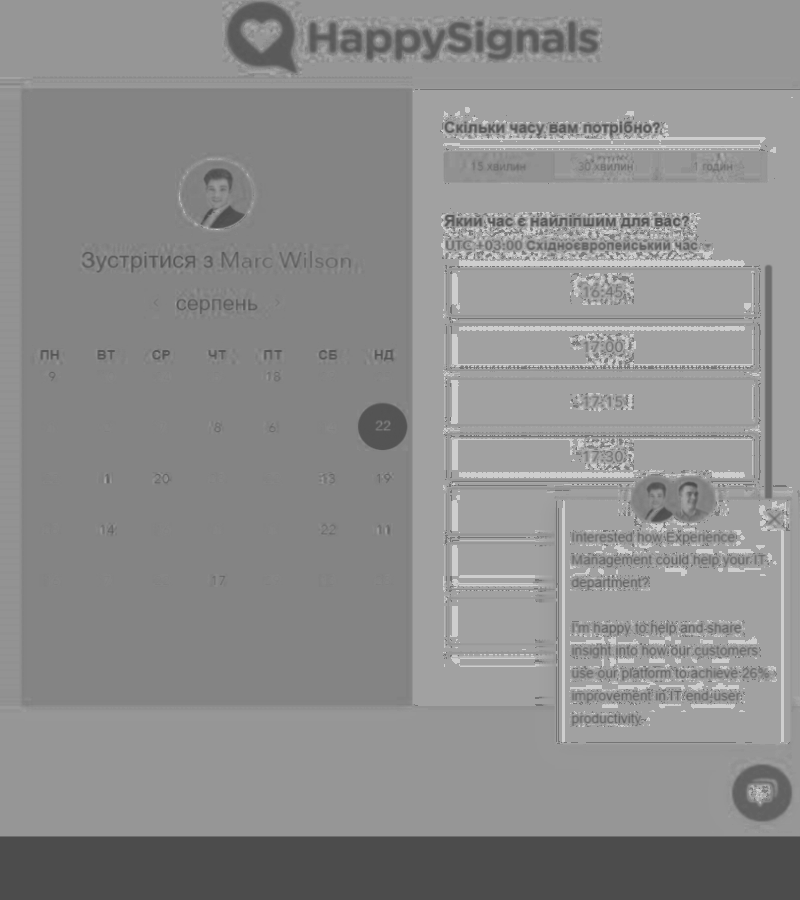 HappySignals
Зустрітися з Marc Wilson
серпень
ПН ВТ СР ЧТ ПТ СБ НД
9 18
8 6 22
1 20 13 19
14 22 11
17
Скільки часу вам потрібно?
15 хвилин 30 хвилин 1 годин
Який час є найліпшим для вас?
UTC +03:00 Східноєвропейський час
16:45
17:00
17:15
17:30
Interested how Experience
Management could help your IT
department?
I'm happy to help and share
insight into how our customers
use our platform to achieve 26%
improvement in IT end-user
productivity.